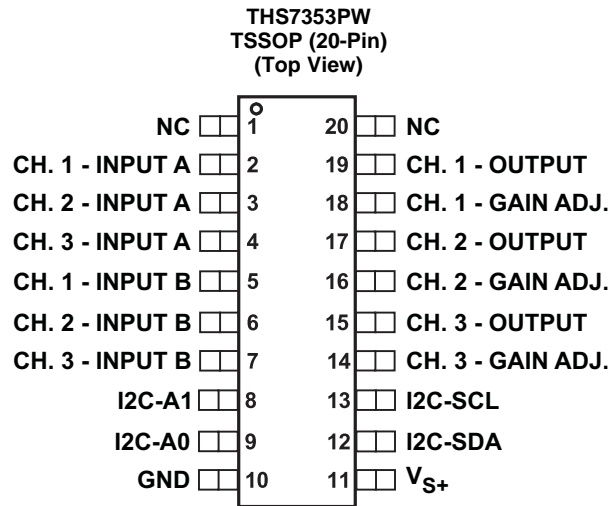 THS7353PW
TSSOP (20-Pin)
(Top View)
NC 1 20 NC
CH. 1 - INPUT A 2 19 CH. 1 - OUTPUT
CH. 2 - INPUT A 3 18 CH. 1 - GAIN ADJ.
CH. 3 - INPUT A 4 17 CH. 2 - OUTPUT
CH. 1 - INPUT B 5 16 CH. 2 - GAIN ADJ.
CH. 2 - INPUT B 6 15 CH. 3 - OUTPUT
CH. 3 - INPUT B 7 14 CH. 3 - GAIN ADJ.
I2C-A1 8 13 I2C-SCL
I2C-A0 9 12 I2C-SDA
GND 10 11 VS+